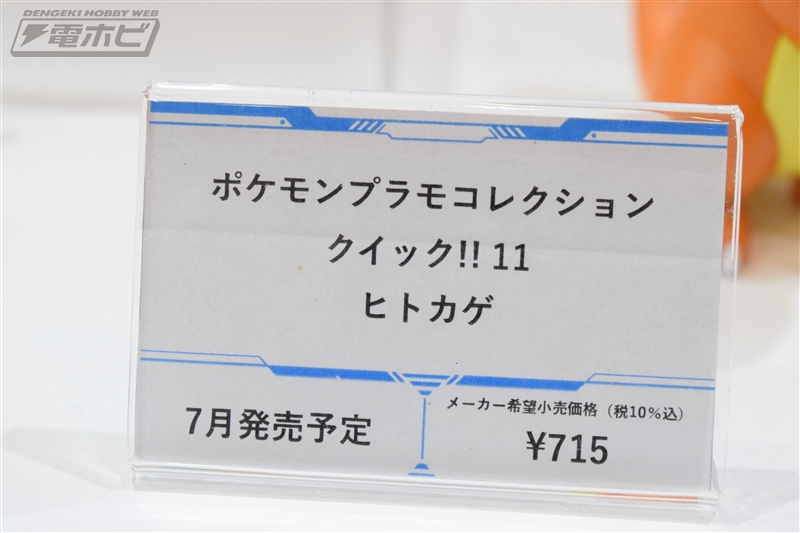 DENGEKI HOBBY WEB
電ホビ
ポケモンプラモコレクション
クイック!! 11
ヒトカゲ
7月発売予定
メーカー希望小売価格（税10%込）
¥715